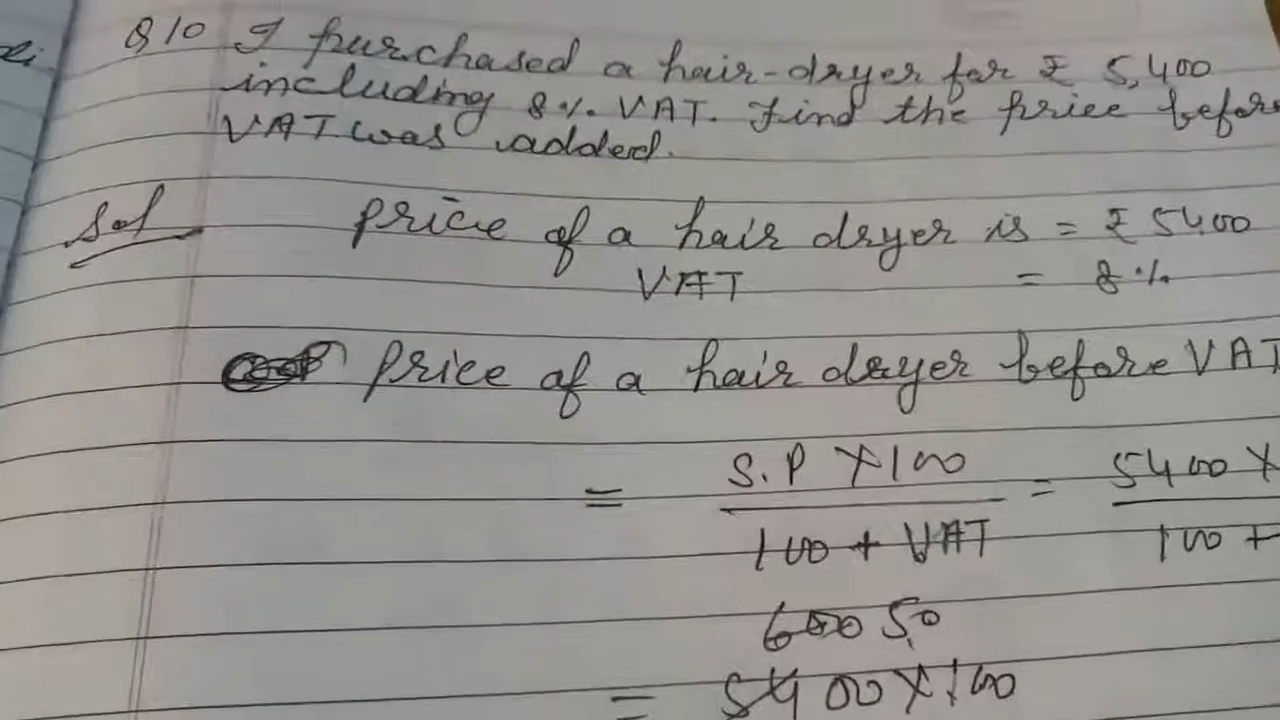 Q10 I purchased a hair-dryer for ₹ 5,400
including 8%. VAT. Find the price before
VAT was added.
Sol
price of a hair dryer is = ₹ 5400
VAT = 8%
price of a hair dryer before VAT
= S.P X100 / 100 + VAT = 5400 X / 100 +
600 50
= 5400 X 100